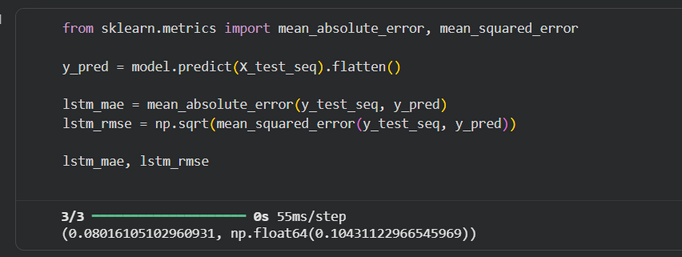 from sklearn.metrics import mean_absolute_error, mean_squared_error
y_pred = model.predict(X_test_seq).flatten()
lstm_mae = mean_absolute_error(y_test_seq, y_pred)
lstm_rmse = np.sqrt(mean_squared_error(y_test_seq, y_pred))
lstm_mae, lstm_rmse
3/3 ━━━━━━━━━━━━━━━━━━━━ 0s 55ms/step
(0.08016105102960931, np.float64(0.10431122966545969))